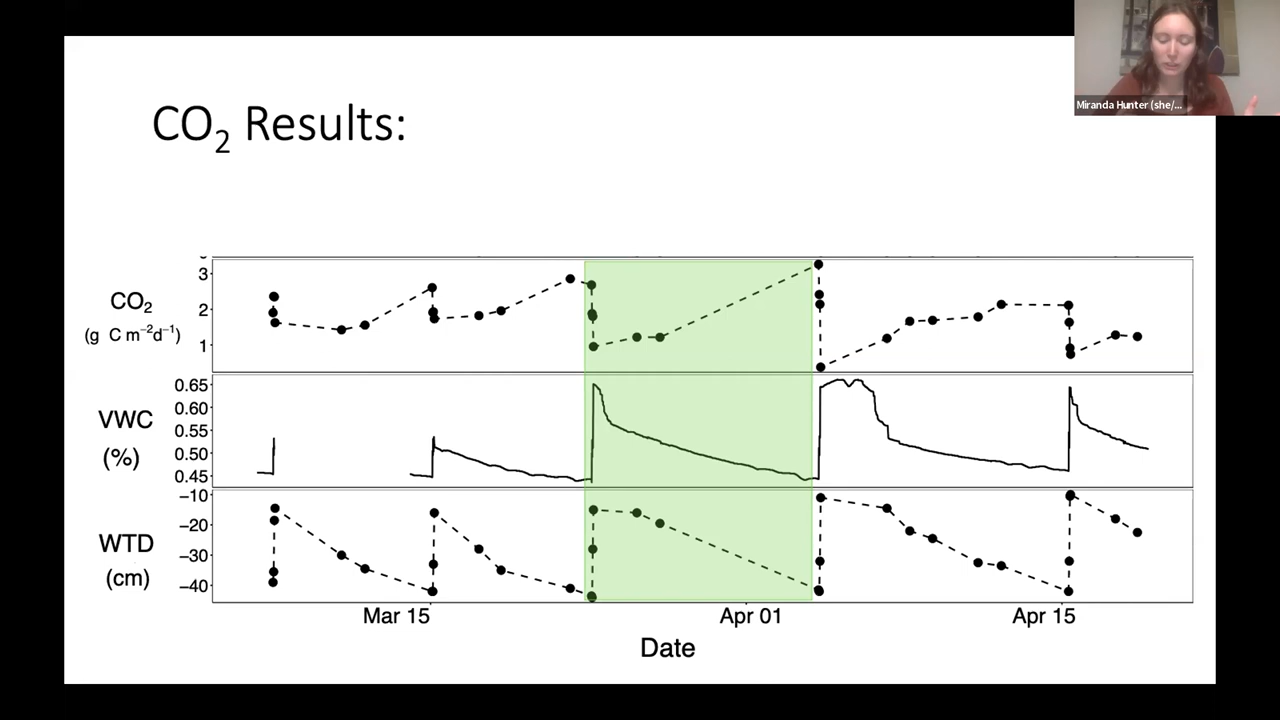 Miranda Hunter (she/...
CO₂ Results:
CO₂
(g C m⁻²d⁻¹)
3
2
1
VWC
(%)
0.65
0.60
0.55
0.50
0.45
WTD
(cm)
−10
−20
−30
−40
Mar 15
Apr 01
Apr 15
Date